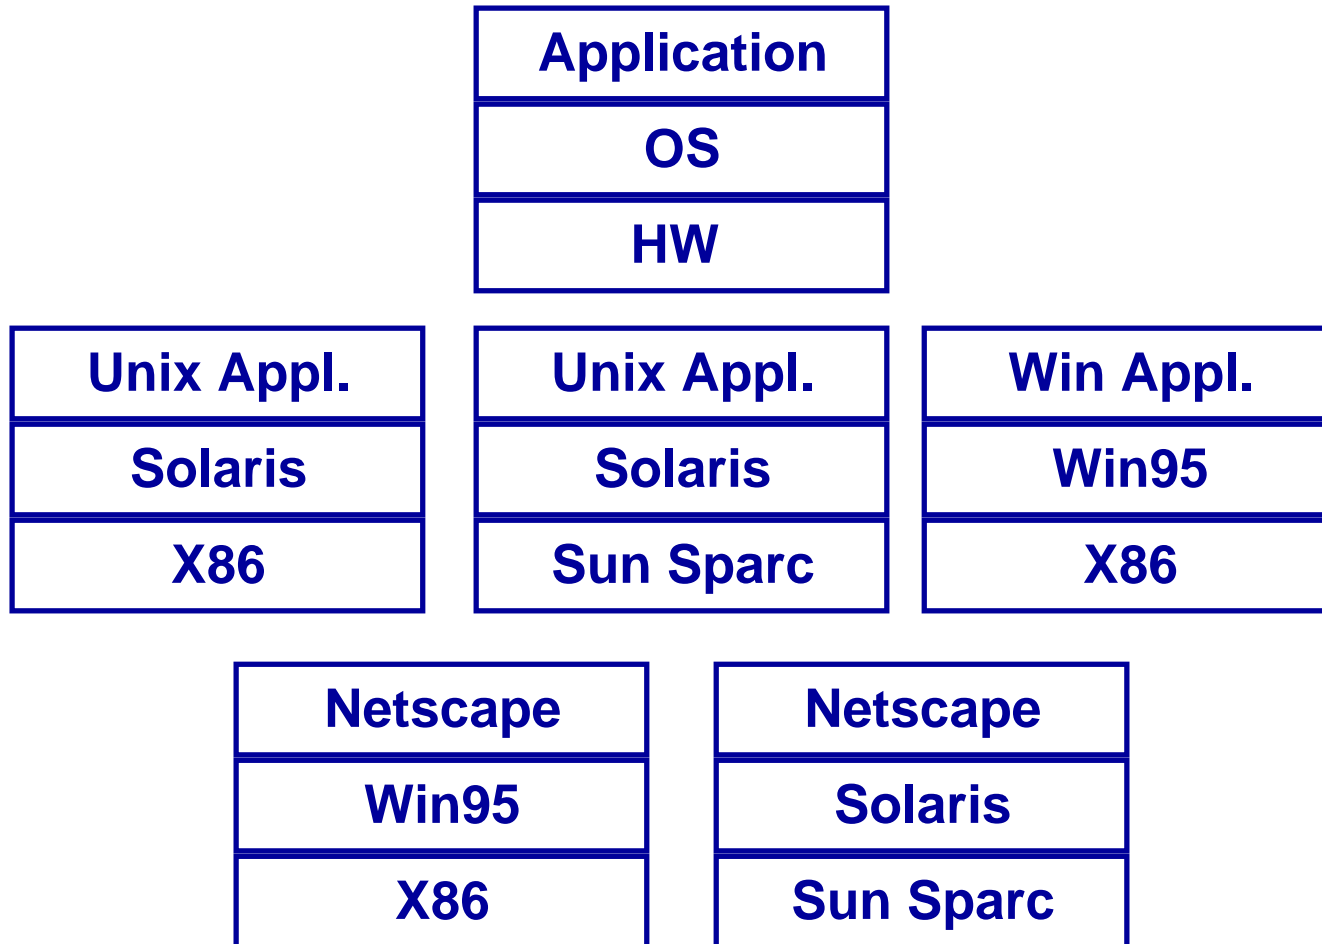 Application
OS
HW
Unix Appl.
Solaris
X86
Unix Appl.
Solaris
Sun Sparc
Win Appl.
Win95
X86
Netscape
Win95
X86
Netscape
Solaris
Sun Sparc